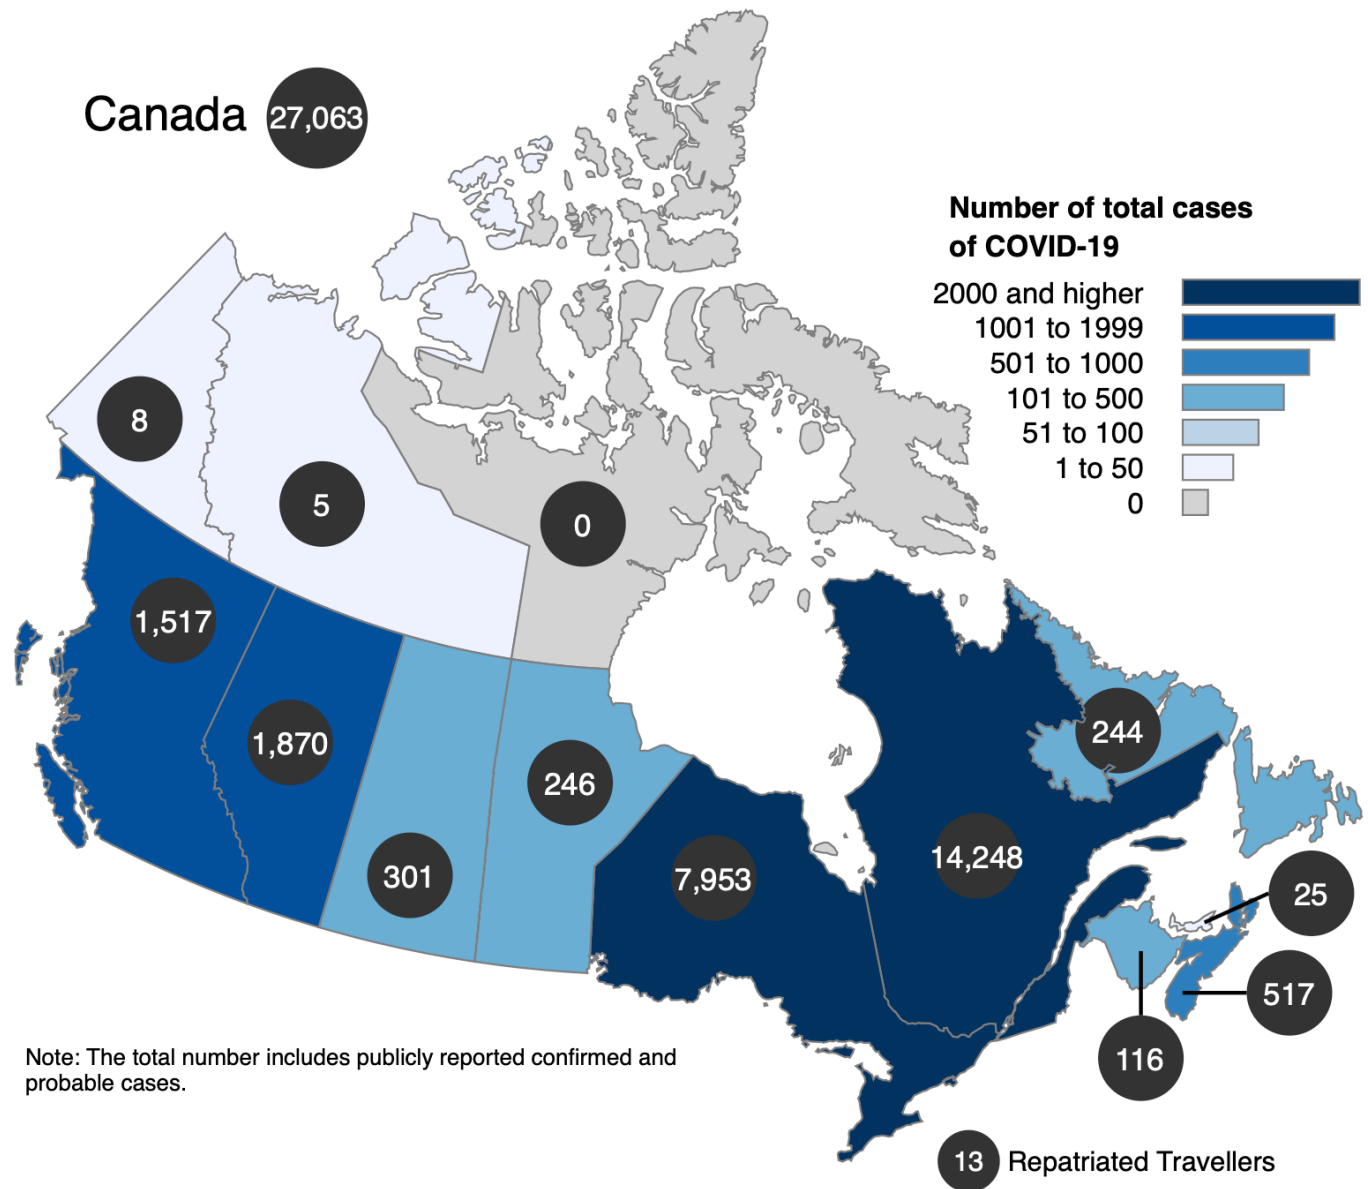 Canada 27,063
Number of total cases
of COVID-19
2000 and higher
1001 to 1999
501 to 1000
101 to 500
51 to 100
1 to 50
0
8
5
0
1,517
1,870
301
246
7,953
14,248
244
25
517
116
Note: The total number includes publicly reported confirmed and
probable cases.
13 Repatriated Travellers